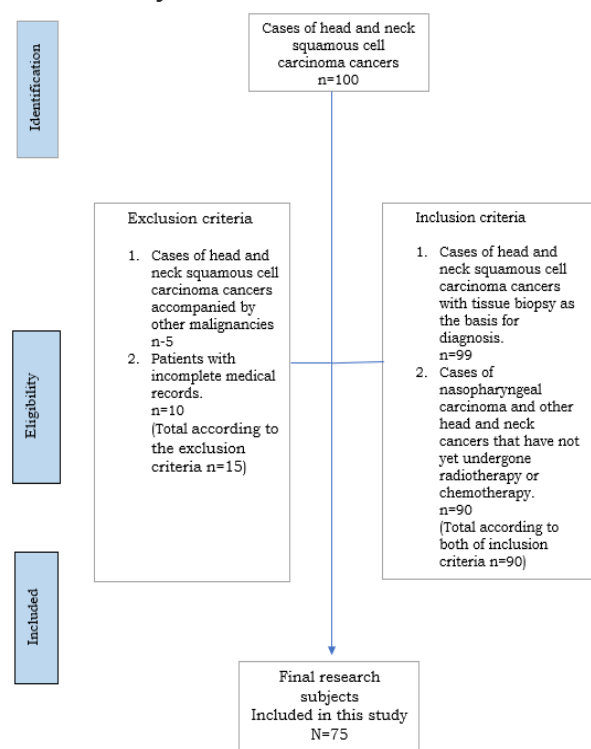 Identification
Cases of head and neck
squamous cell
carcinoma cancers
n=100
Eligibility
Exclusion criteria
1. Cases of head and
neck squamous cell
carcinoma cancers
accompanied by
other malignancies
n-5
2. Patients with
incomplete medical
records.
n=10
(Total according to
the exclusion
criteria n=15)
Inclusion criteria
1. Cases of head and
neck squamous cell
carcinoma cancers
with tissue biopsy as
the basis for
diagnosis.
n=99
2. Cases of
nasopharyngeal
carcinoma and other
head and neck
cancers that have not
yet undergone
radiotherapy or
chemotherapy.
n=90
(Total according to
both of inclusion
criteria n=90)
Included
Final research
subjects
Included in this study
N=75